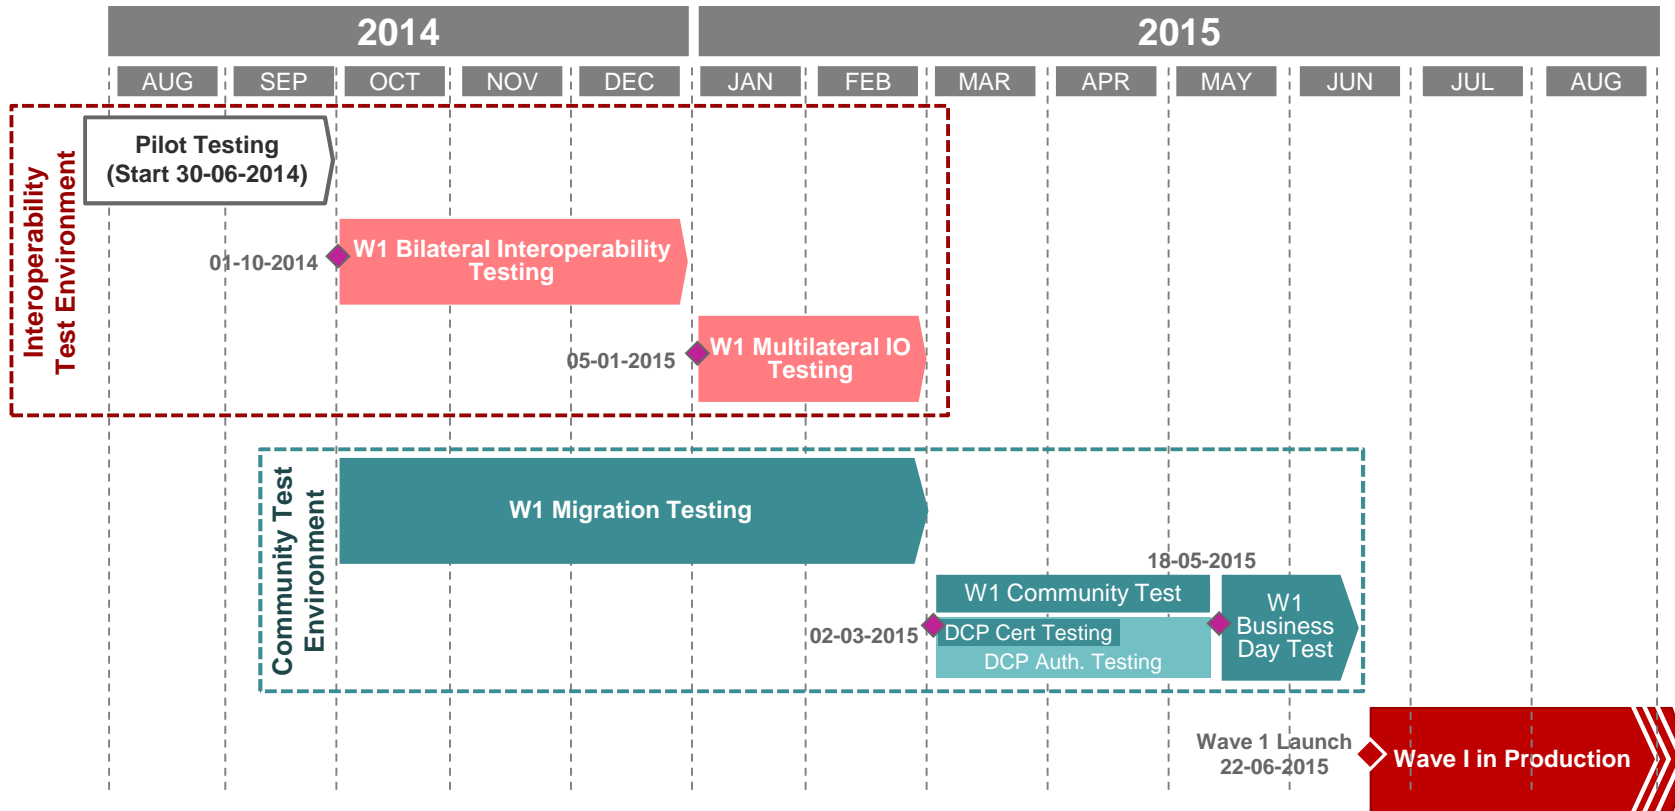 2014
2015
AUG
SEP
OCT
NOV
DEC
JAN
FEB
MAR
APR
MAY
JUN
JUL
AUG
Interoperability
Test Environment
Pilot Testing
(Start 30-06-2014)
01-10-2014
W1 Bilateral Interoperability
Testing
05-01-2015
W1 Multilateral IO
Testing
Community Test
Environment
W1 Migration Testing
18-05-2015
W1 Community Test
02-03-2015
DCP Cert Testing
DCP Auth. Testing
W1
Business
Day Test
Wave 1 Launch
22-06-2015
Wave I in Production